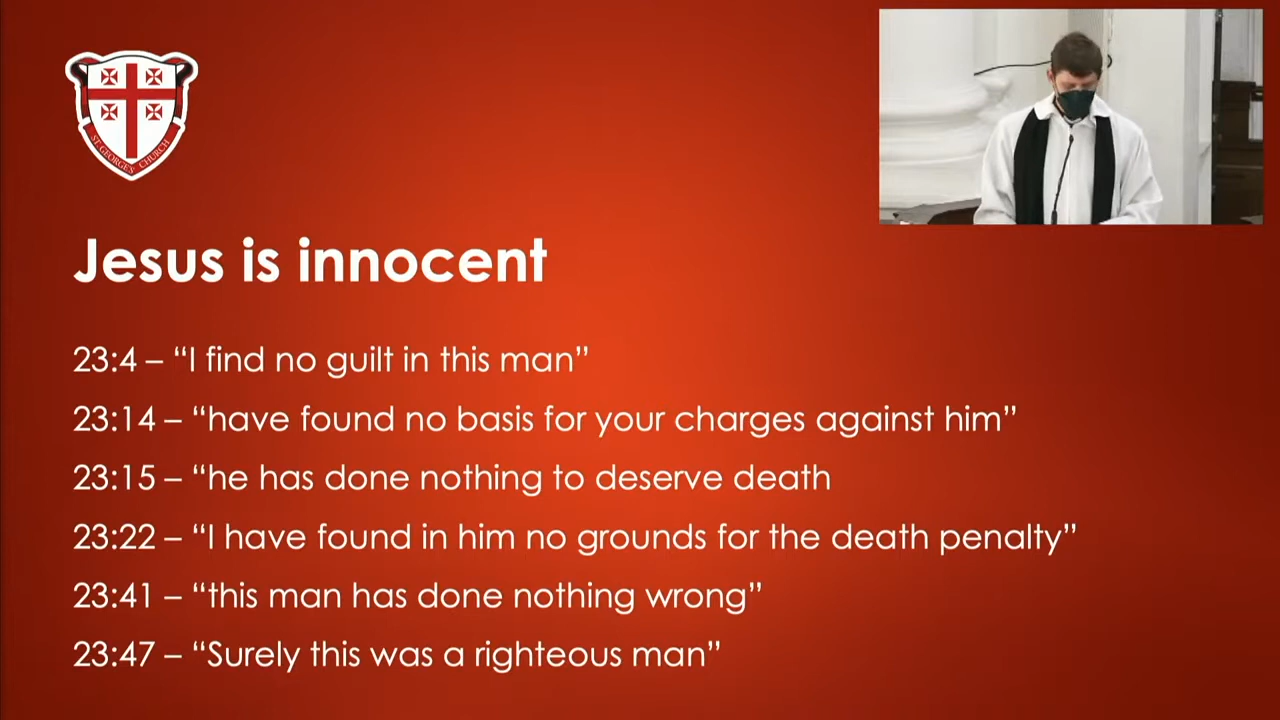 ST. GEORGE'S CHURCH
Jesus is innocent
23:4 – “I find no guilt in this man”
23:14 – “have found no basis for your charges against him”
23:15 – “he has done nothing to deserve death
23:22 – “I have found in him no grounds for the death penalty”
23:41 – “this man has done nothing wrong”
23:47 – “Surely this was a righteous man”